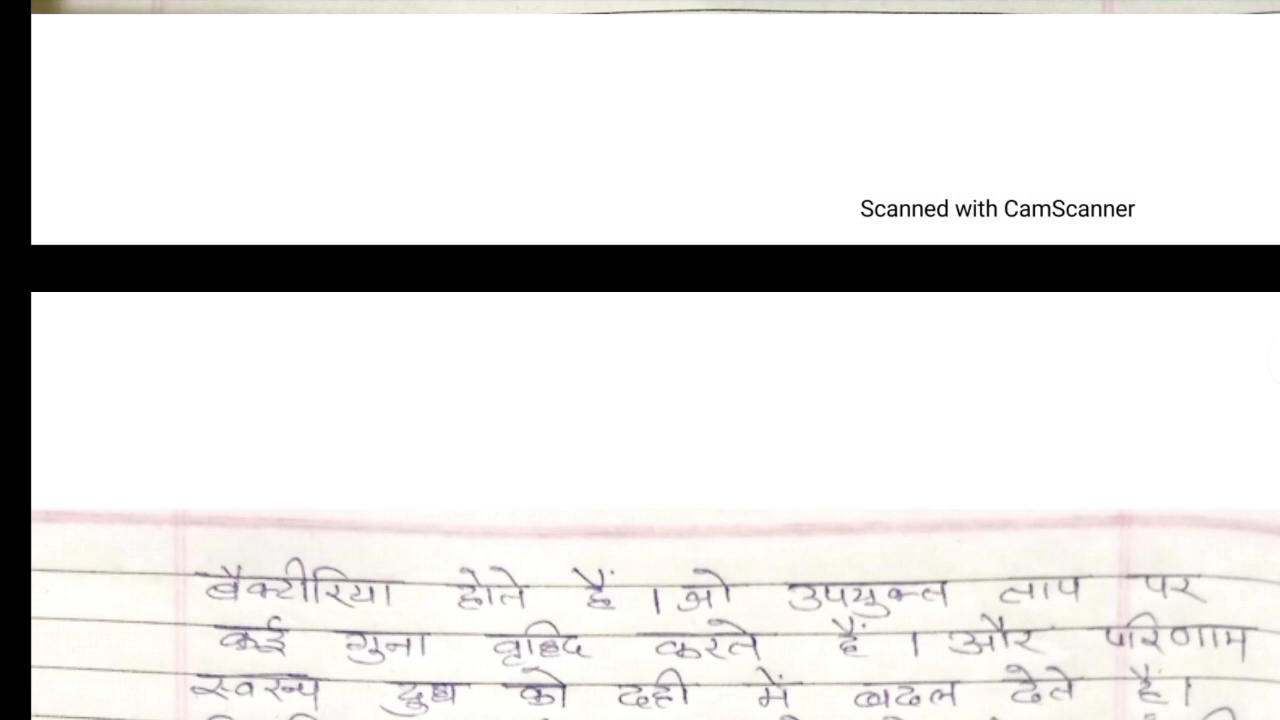 Scanned with CamScanner
बैक्टीरिया होते हैं । जो उपयुक्त ताप पर
कई गुना वृद्धि करते हैं । और परिणाम
स्वरूप दुध को दही में बदल देते हैं।